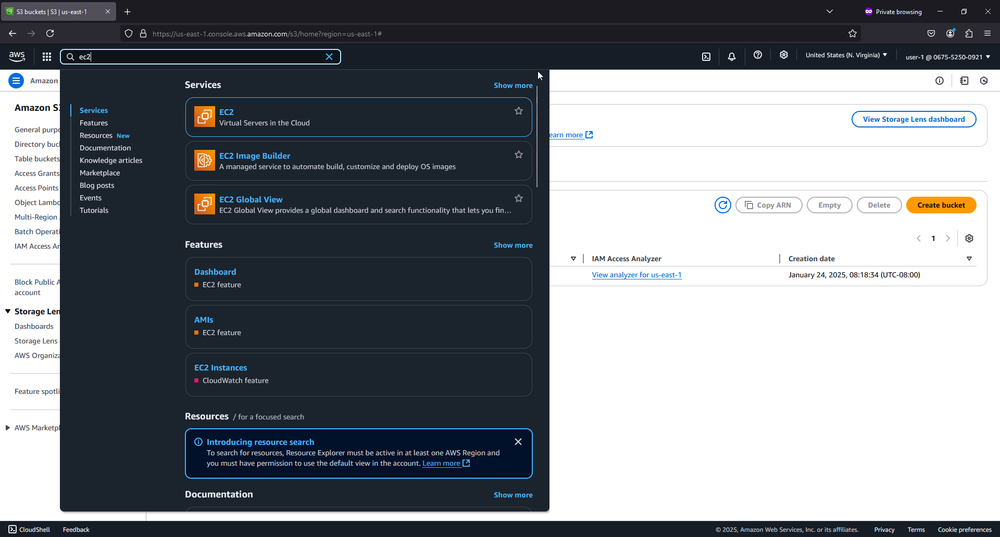 S3 buckets | S3 | us-east-1
Private browsing
https://us-east-1.console.aws.amazon.com/s3/home?region=us-east-1#
aws
ec2
United States (N. Virginia)
user-1 @ 0675-5250-0921
Amazon
Amazon S3
General purpo
Directory buc
Table buckets
Access Grants
Access Points
Object Lambd
Multi-Region
Batch Operati
IAM Access An
Block Public A
account
Storage Len
Dashboards
Storage Lens
AWS Organiza
Feature spotli
AWS Marketpl
Services
Features
Resources New
Documentation
Knowledge articles
Marketplace
Blog posts
Events
Tutorials
Services
Show more
EC2
Virtual Servers in the Cloud
EC2 Image Builder
A managed service to automate build, customize and deploy OS images
EC2 Global View
EC2 Global View provides a global dashboard and search functionality that lets you fin...
Features
Show more
Dashboard
EC2 feature
AMIs
EC2 feature
EC2 Instances
CloudWatch feature
Resources / for a focused search
Introducing resource search
To search for resources, Resource Explorer must be active in at least one AWS Region and
you must have permission to use the default view in the account. Learn more
Documentation
Show more
View Storage Lens dashboard
earn more
Copy ARN
Empty
Delete
Create bucket
1
IAM Access Analyzer
Creation date
View analyzer for us-east-1
January 24, 2025, 08:18:34 (UTC-08:00)
CloudShell
Feedback
© 2025, Amazon Web Services, Inc. or its affiliates.
Privacy
Terms
Cookie preferences